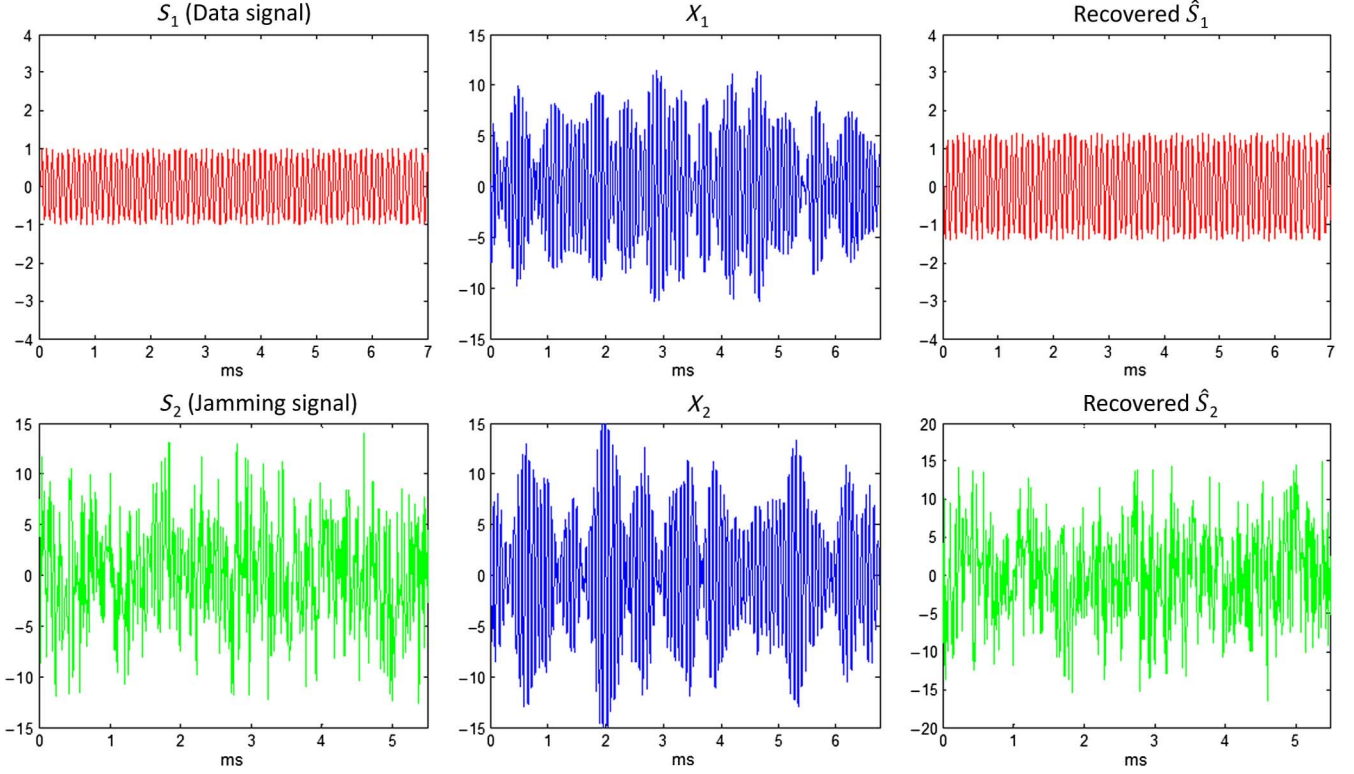 S₁ (Data signal)
4
3
2
1
0
−1
−2
−3
−4
0 1 2 3 4 5 6 7
ms
X₁
15
10
5
0
−5
−10
−15
0 1 2 3 4 5 6
ms
Recovered Ŝ₁
4
3
2
1
0
−1
−2
−3
−4
0 1 2 3 4 5 6 7
ms
S₂ (Jamming signal)
15
10
5
0
−5
−10
−15
0 1 2 3 4 5
ms
X₂
15
10
5
0
−5
−10
−15
0 1 2 3 4 5 6
ms
Recovered Ŝ₂
20
15
10
5
0
−5
−10
−15
−20
0 1 2 3 4 5
ms